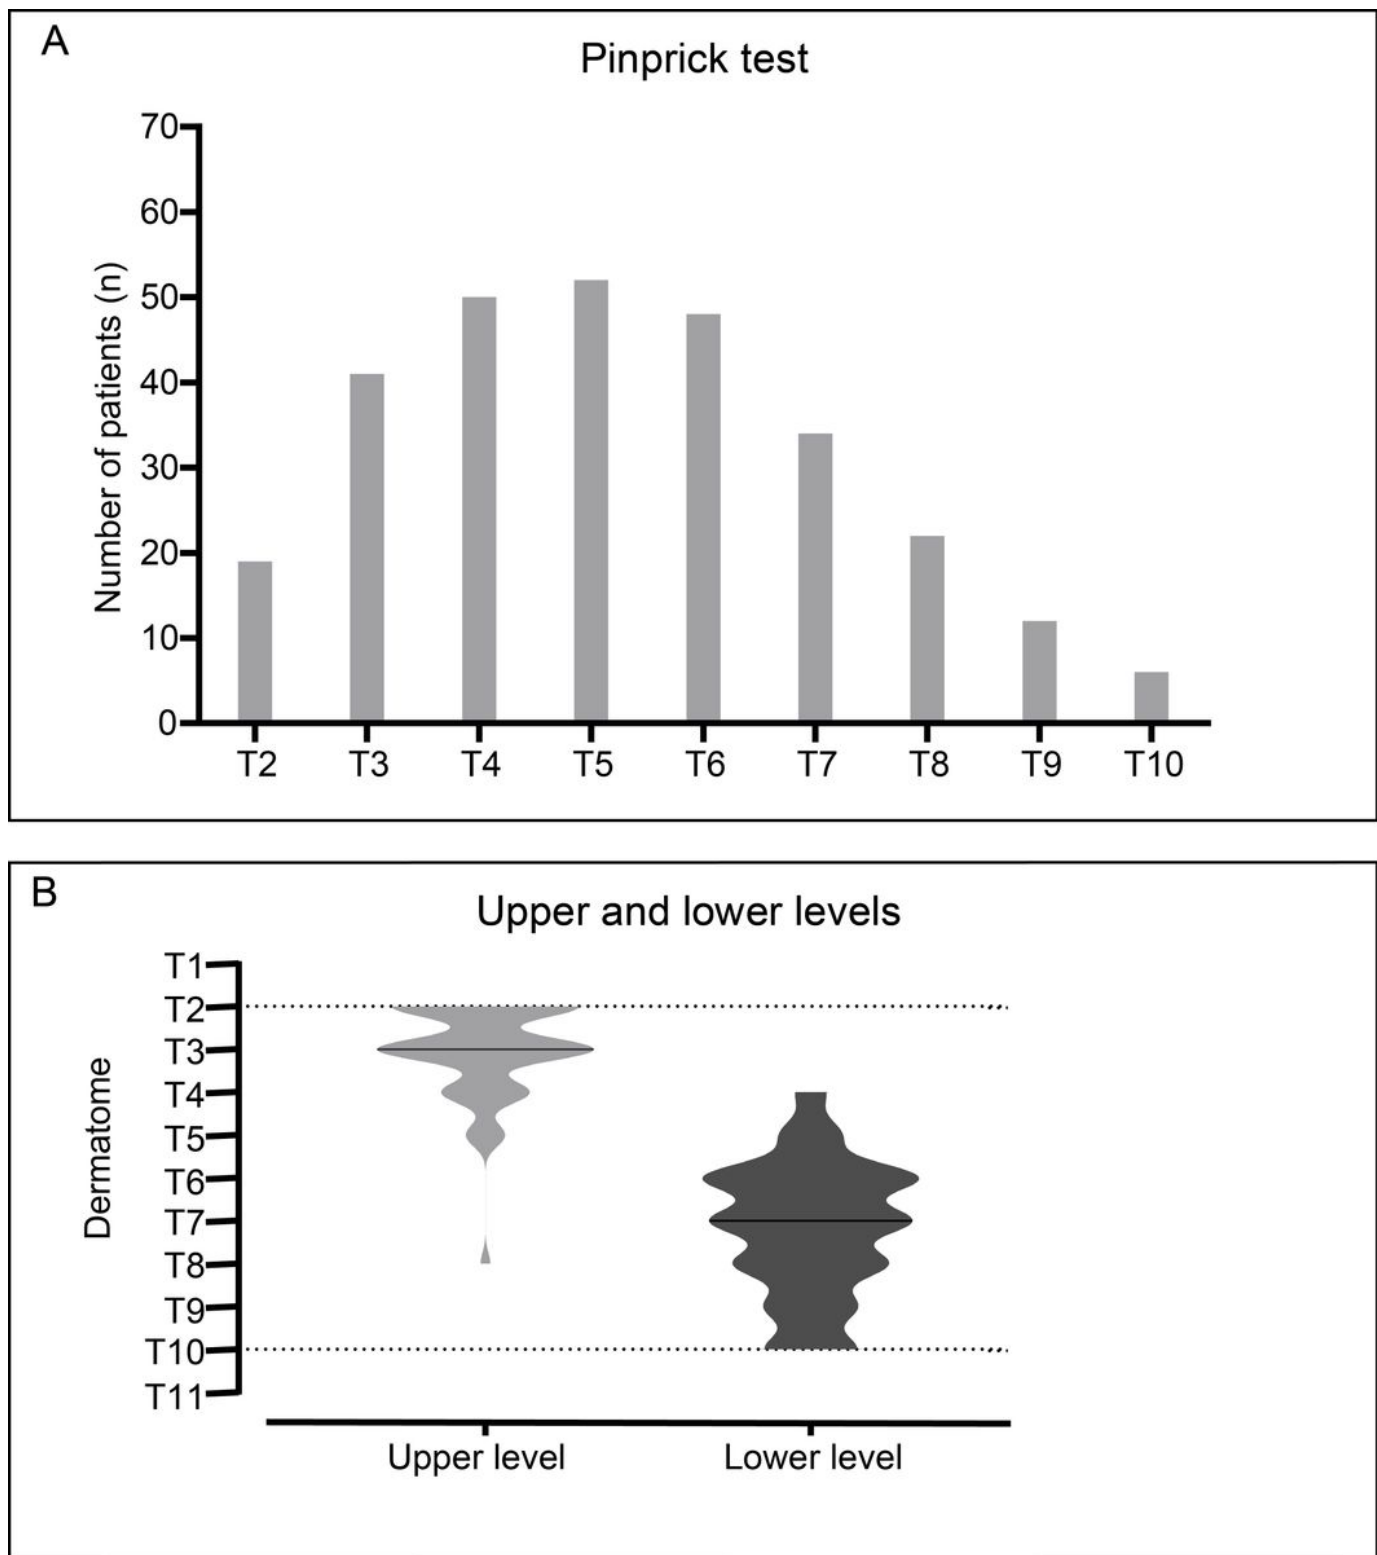 A
Pinprick test
Number of patients (n)
70
60
50
40
30
20
10
0
T2 T3 T4 T5 T6 T7 T8 T9 T10
B
Upper and lower levels
Dermatome
T1
T2
T3
T4
T5
T6
T7
T8
T9
T10
T11
Upper level Lower level